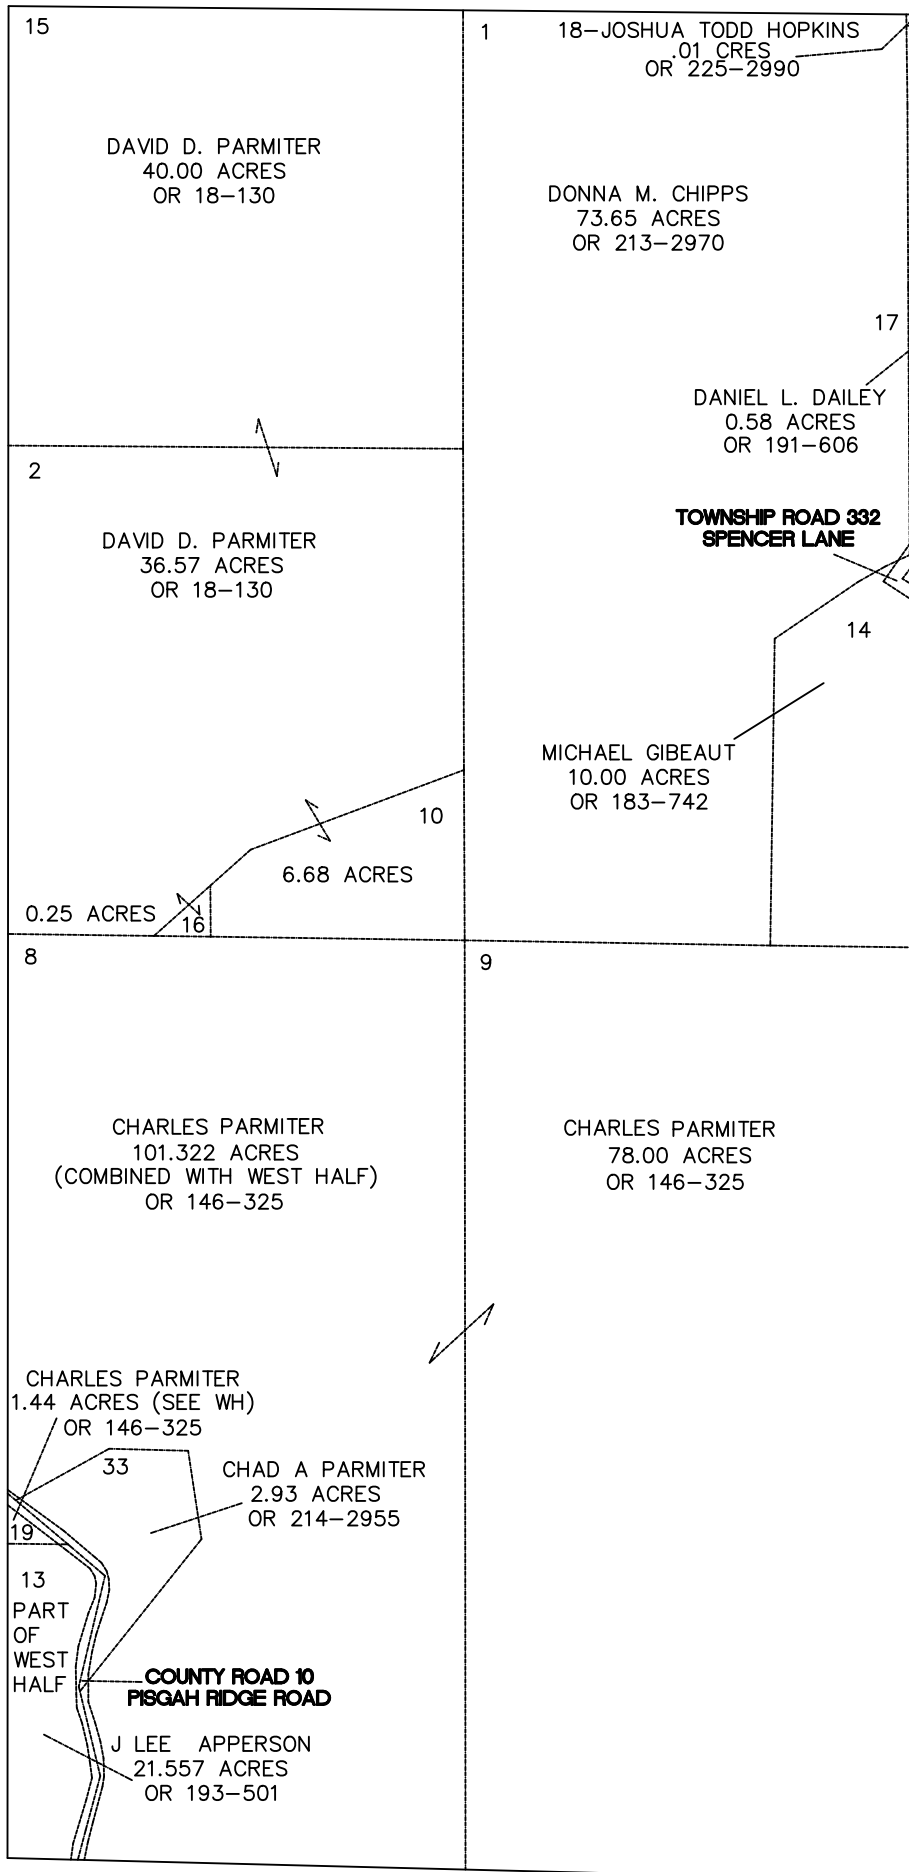 15
DAVID D. PARMITER
40.00 ACRES
OR 18-130
1
18-JOSHUA TODD HOPKINS
.01 CRES
OR 225-2990
DONNA M. CHIPPS
73.65 ACRES
OR 213-2970
17
DANIEL L. DAILEY
0.58 ACRES
OR 191-606
TOWNSHIP ROAD 332
SPENCER LANE
2
DAVID D. PARMITER
36.57 ACRES
OR 18-130
14
MICHAEL GIBEAUT
10.00 ACRES
OR 183-742
10
6.68 ACRES
0.25 ACRES
16
8
CHARLES PARMITER
101.322 ACRES
(COMBINED WITH WEST HALF)
OR 146-325
9
CHARLES PARMITER
78.00 ACRES
OR 146-325
CHARLES PARMITER
1.44 ACRES (SEE WH)
OR 146-325
33
CHAD A PARMITER
2.93 ACRES
OR 214-2955
19
13
PART
OF
WEST
HALF
COUNTY ROAD 10
PISGAH RIDGE ROAD
J LEE APPERSON
21.557 ACRES
OR 193-501